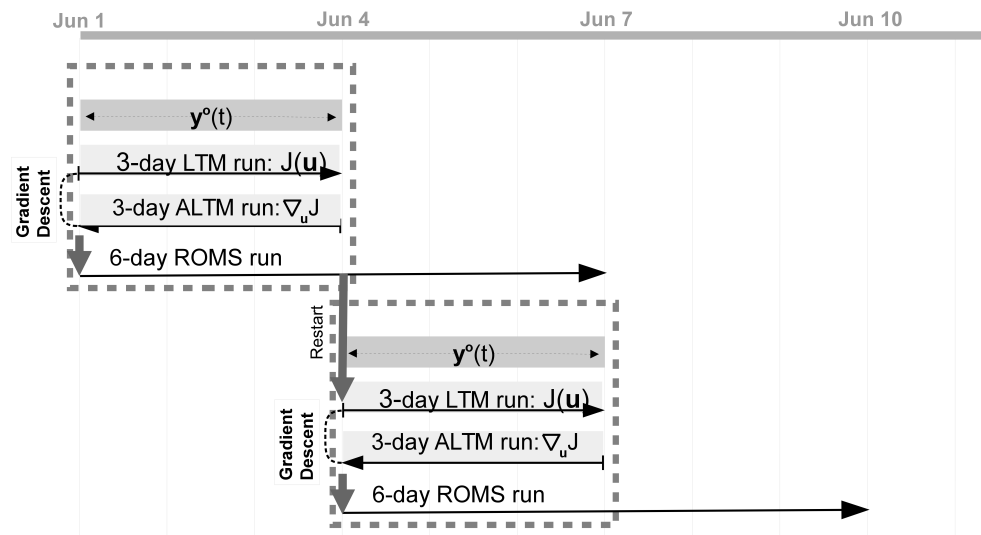 Jun 1 Jun 4 Jun 7 Jun 10
yº(t)
3-day LTM run: J(u)
Gradient
Descent
3-day ALTM run:∇uJ
6-day ROMS run
Restart
yº(t)
3-day LTM run: J(u)
Gradient
Descent
3-day ALTM run:∇uJ
6-day ROMS run